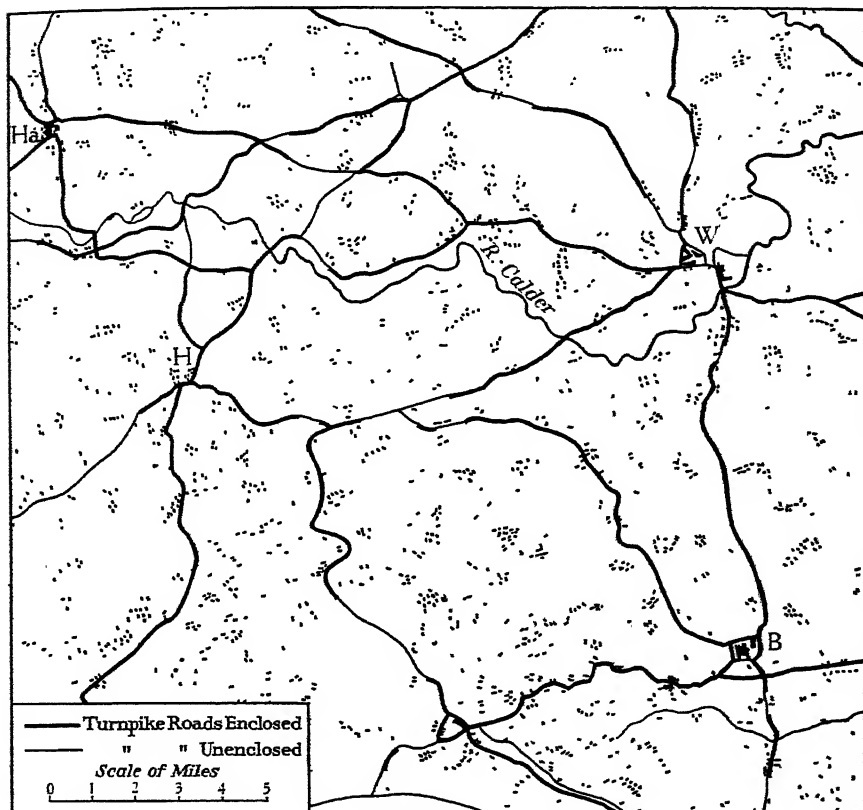 Ha
W
R. Calder
H
B
Turnpike Roads Enclosed
" " Unenclosed
Scale of Miles
0 1 2 3 4 5